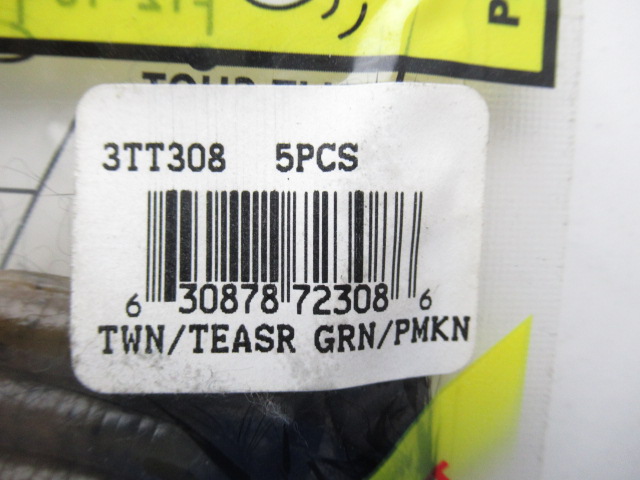 P
3TT308 5PCS
6 30878 72308 6
TWN/TEASR GRN/PMKN